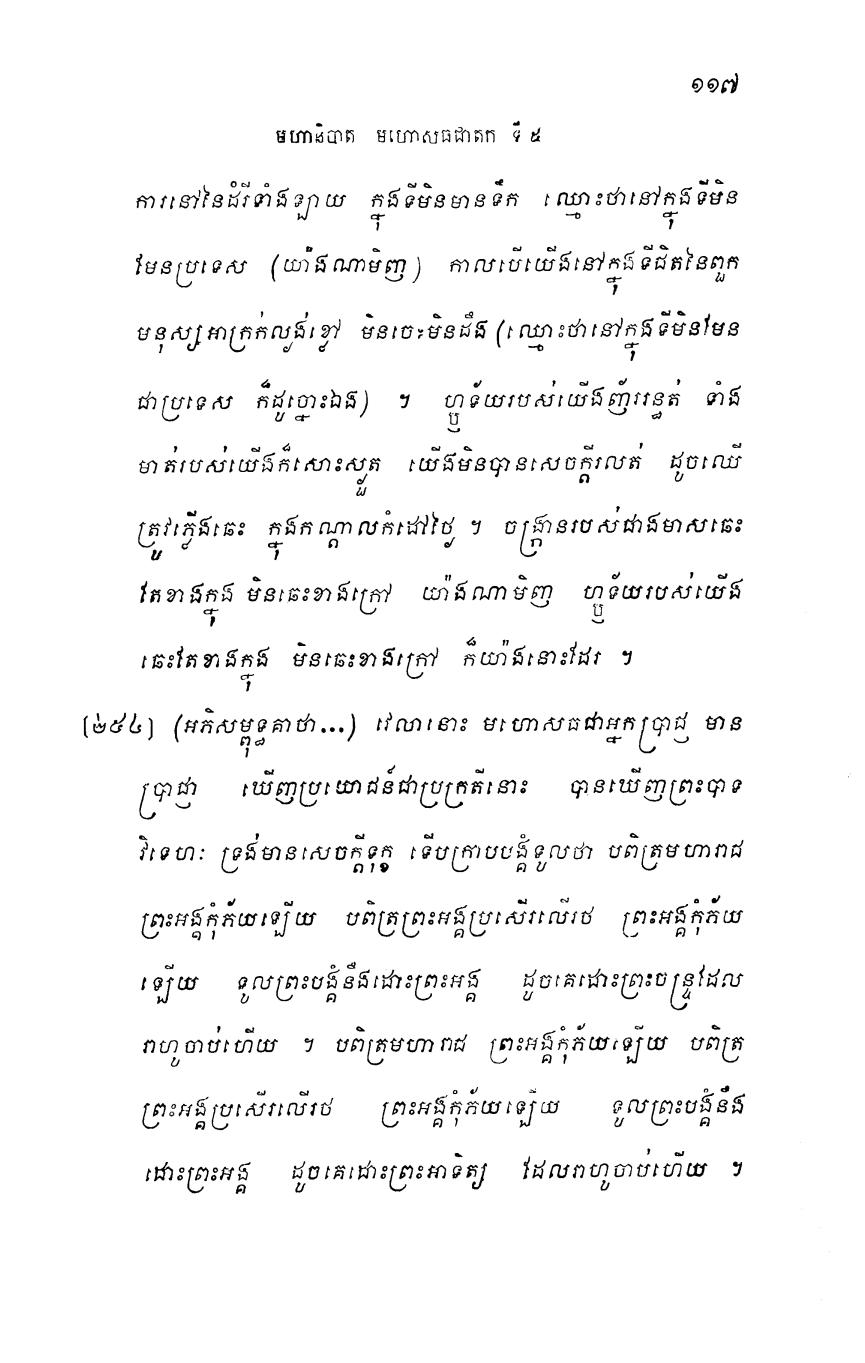 ១១៧
មហានិបាត មហោសធជាតក ទី ៥
ការនៅនៃដំរីទាំងឡាយ ក្នុងទីមិនមានទឹក ឈ្មោះថានៅក្នុងទីមិន
មែនប្រទេស (យ៉ាងណាមិញ) កាលបើយើងនៅក្នុងទីជិតនៃពួក
មនុស្សអាក្រក់ល្ងង់ខ្លៅ មិនចេះមិនដឹង (ឈ្មោះថានៅក្នុងទីមិនមែន
ជាប្រទេស ក៏ដូច្នោះឯង) ។ ហ្ឫទ័យរបស់យើងញ័ររន្ធត់ ទាំង
មាត់របស់យើងក៏សោះស្ងួត យើងមិនបានសេចក្តីរលត់ ដូចឈើ
ត្រូវភ្លើងឆេះ ក្នុងកណ្តាលកំដៅថ្ងៃ ។ ចង្ក្រានរបស់ជាងមាសឆេះ
តែខាងក្នុង មិនឆេះខាងក្រៅ យ៉ាងណាមិញ ហ្ឫទ័យរបស់យើង
ឆេះតែខាងក្នុង មិនឆេះខាងក្រៅ ក៏យ៉ាងនោះដែរ ។
[២៥៤] (អភិសម្ពុទ្ធគាថា...) វេលានោះ មហោសធជាអ្នកប្រាជ្ញ មាន
ប្រាជ្ញា ឃើញប្រយោជន៍ជាប្រក្រតីនោះ បានឃើញព្រះបាទ
វិទេហៈ ទ្រង់មានសេចក្តីទុក្ខ ទើបក្រាបបង្គំទូលថា បពិត្រមហារាជ
ព្រះអង្គកុំភ័យឡើយ បពិត្រព្រះអង្គប្រសើរលើរថ ព្រះអង្គកុំភ័យ
ឡើយ ទូលព្រះបង្គំនឹងដោះព្រះអង្គ ដូចគេដោះព្រះចន្ទ្រដែល
រាហូចាប់ហើយ ។ បពិត្រមហារាជ ព្រះអង្គកុំភ័យឡើយ បពិត្រ
ព្រះអង្គប្រសើរលើរថ ព្រះអង្គកុំភ័យឡើយ ទូលព្រះបង្គំនឹង
ដោះព្រះអង្គ ដូចគេដោះព្រះអាទិត្យ ដែលរាហូចាប់ហើយ ។